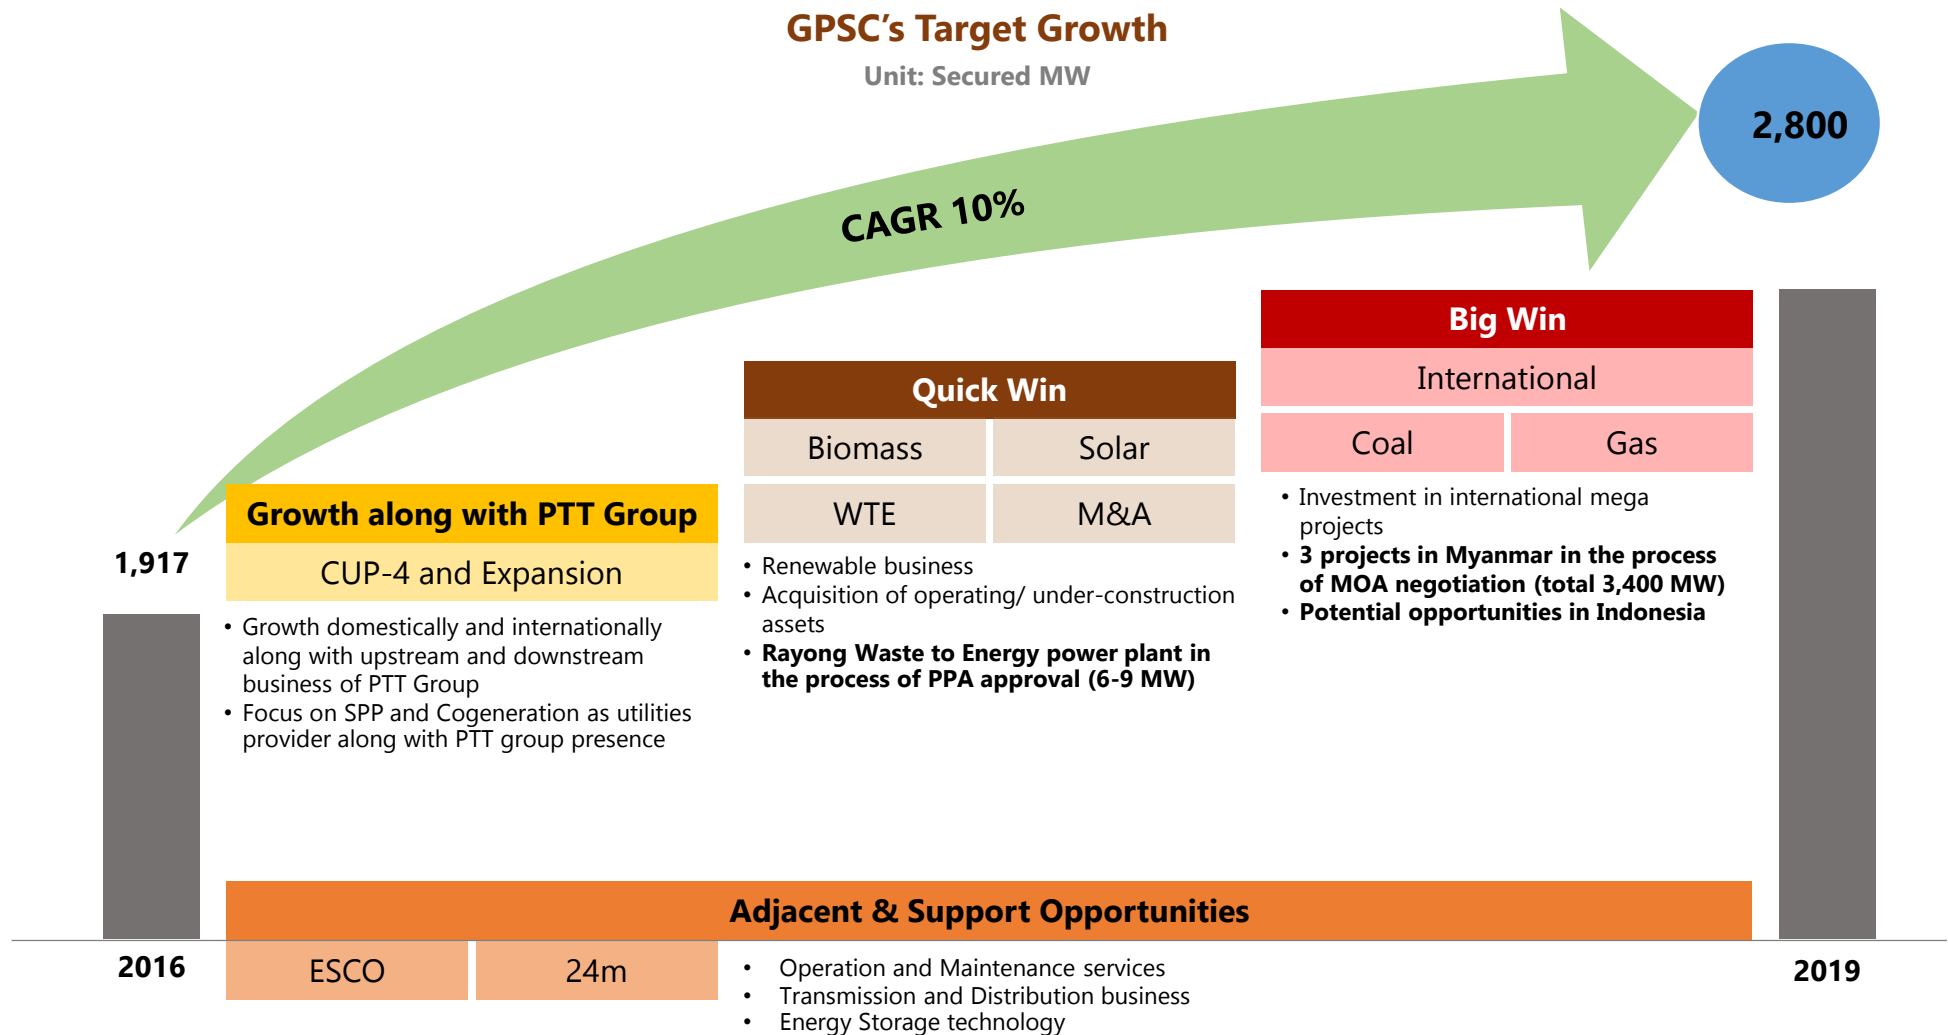 GPSC's Target Growth
Unit: Secured MW
2,800
CAGR 10%
1,917
Growth along with PTT Group
CUP-4 and Expansion
• Growth domestically and internationally
along with upstream and downstream
business of PTT Group
• Focus on SPP and Cogeneration as utilities
provider along with PTT group presence
Quick Win
Biomass
Solar
WTE
M&A
• Renewable business
• Acquisition of operating/ under-construction
assets
• Rayong Waste to Energy power plant in
the process of PPA approval (6-9 MW)
Big Win
International
Coal
Gas
• Investment in international mega
projects
• 3 projects in Myanmar in the process
of MOA negotiation (total 3,400 MW)
• Potential opportunities in Indonesia
Adjacent & Support Opportunities
2016
ESCO
24m
• Operation and Maintenance services
• Transmission and Distribution business
• Energy Storage technology
2019